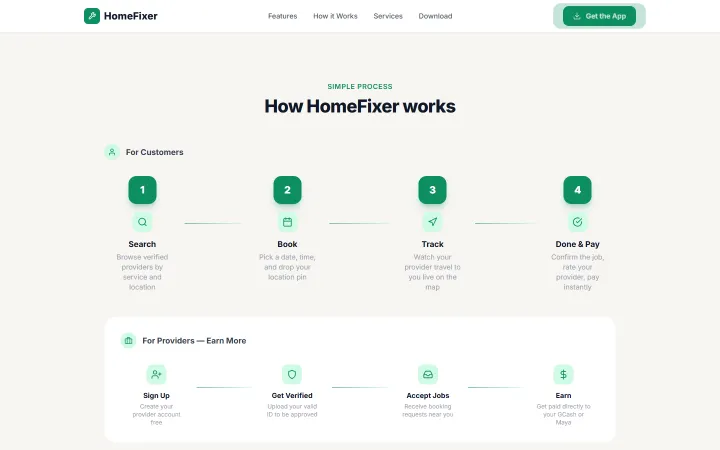 HomeFixer
Features
How it Works
Services
Download
Get the App
SIMPLE PROCESS
How HomeFixer works
For Customers
1
2
3
4
Search
Browse verified
providers by
service and
location
Book
Pick a date, time,
and drop your
location pin
Track
Watch your
provider travel to
you live on the
map
Done & Pay
Confirm the job,
rate your
provider, pay
instantly
For Providers — Earn More
Sign Up
Create your
provider account
free
Get Verified
Upload your valid
ID to be approved
Accept Jobs
Receive booking
requests near you
Earn
Get paid directly to
your GCash or
Maya